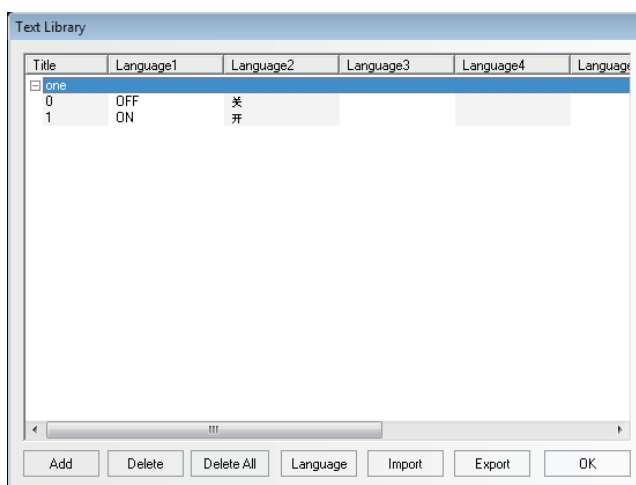 Text Library
Title Language1 Language2 Language3 Language4 Language
one
0 OFF 关
1 ON 开
Add Delete Delete All Language Import Export OK